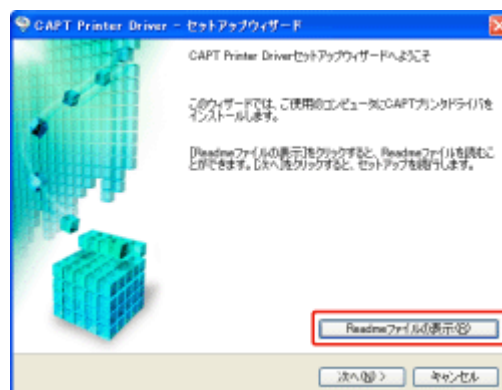 CAPT Printer Driver - セットアップウィザード
CAPT Printer Driverセットアップウィザードへようこそ
このウィザードでは、ご使用のコンピュータにCAPTプリンタドライバを
インストールします。
[Readmeファイルの表示]をクリックすると、Readmeファイルを読むこ
とができます。[次へ]をクリックすると、セットアップを続行します。
Readmeファイルの表示(R)
次へ(N) >
キャンセル